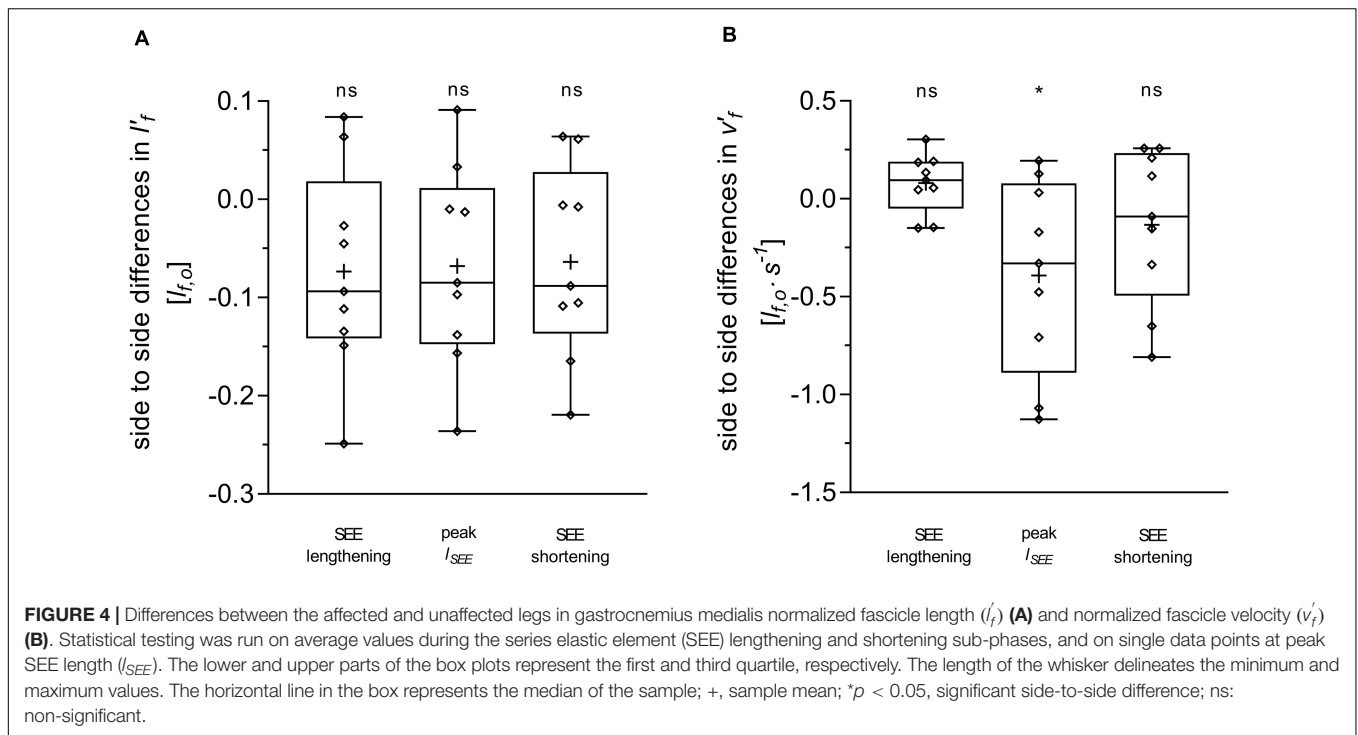 A
side to side differences in l'f
[lf,o]
ns ns ns
0.1
0.0
-0.1
-0.2
-0.3
SEE lengthening
peak lSEE
SEE shortening
B
side to side differences in v'f
[lf,o · s-1]
ns * ns
0.5
0.0
-0.5
-1.0
-1.5
SEE lengthening
peak lSEE
SEE shortening
FIGURE 4 | Differences between the affected and unaffected legs in gastrocnemius medialis normalized fascicle length (l'f) (A) and normalized fascicle velocity (v'f)
(B). Statistical testing was run on average values during the series elastic element (SEE) lengthening and shortening sub-phases, and on single data points at peak
SEE length (lSEE). The lower and upper parts of the box plots represent the first and third quartile, respectively. The length of the whisker delineates the minimum and
maximum values. The horizontal line in the box represents the median of the sample; +, sample mean; *p < 0.05, significant side-to-side difference; ns:
non-significant.